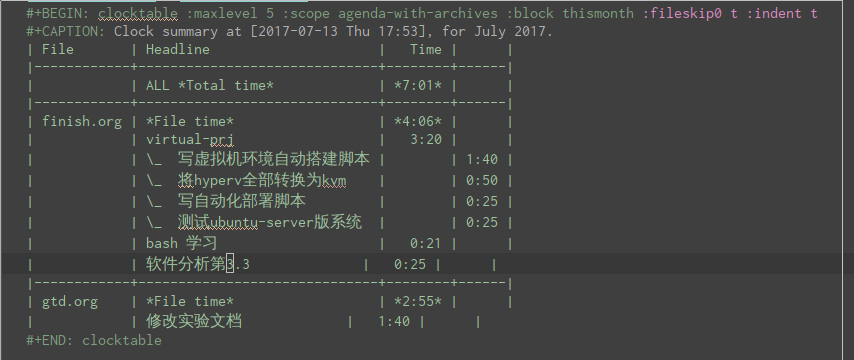 #+BEGIN: clocktable :maxlevel 5 :scope agenda-with-archives :block thismonth :fileskip0 t :indent t
#+CAPTION: Clock summary at [2017-07-13 Thu 17:53], for July 2017.
| File       | Headline                     |   Time |      |
|------------+------------------------------+--------+------|
|            | ALL *Total time*             | *7:01* |      |
|------------+------------------------------+--------+------|
| finish.org | *File time*                  | *4:06* |      |
|            | virtual-prj                  |   3:20 |      |
|            | \_  写虚拟机环境自动搭建脚本 |        | 1:40 |
|            | \_  将hyperv全部转换为kvm    |        | 0:50 |
|            | \_  写自动化部署脚本         |        | 0:25 |
|            | \_  测试ubuntu-server版系统  |        | 0:25 |
|            | bash 学习                    |   0:21 |      |
|            | 软件分析第3.3              |   0:25 |      |
|------------+------------------------------+--------+------|
| gtd.org    | *File time*                  | *2:55* |      |
|            | 修改实验文档                 |   1:40 |      |
#+END: clocktable